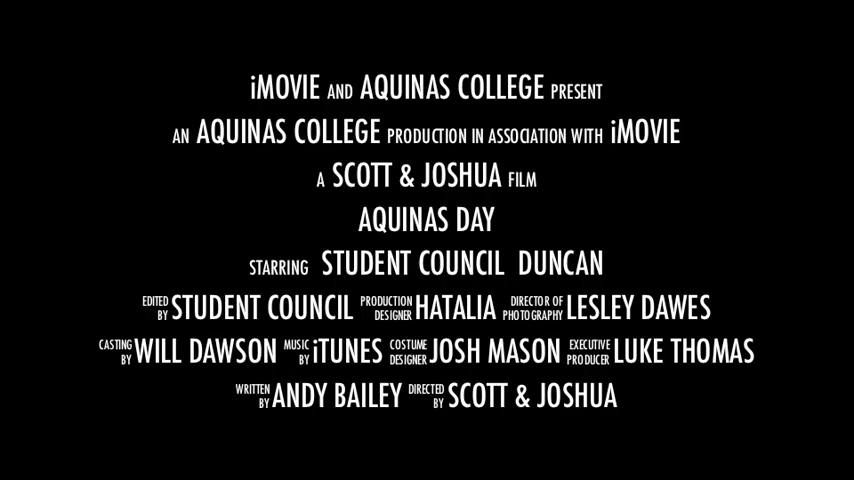 iMOVIE AND AQUINAS COLLEGE PRESENT
AN AQUINAS COLLEGE PRODUCTION IN ASSOCIATION WITH iMOVIE
A SCOTT & JOSHUA FILM
AQUINAS DAY
STARRING STUDENT COUNCIL DUNCAN
EDITED BY STUDENT COUNCIL PRODUCTION DESIGNER HATALIA DIRECTOR OF PHOTOGRAPHY LESLEY DAWES
CASTING BY WILL DAWSON MUSIC BY iTUNES COSTUME DESIGNER JOSH MASON EXECUTIVE PRODUCER LUKE THOMAS
WRITTEN BY ANDY BAILEY DIRECTED BY SCOTT & JOSHUA